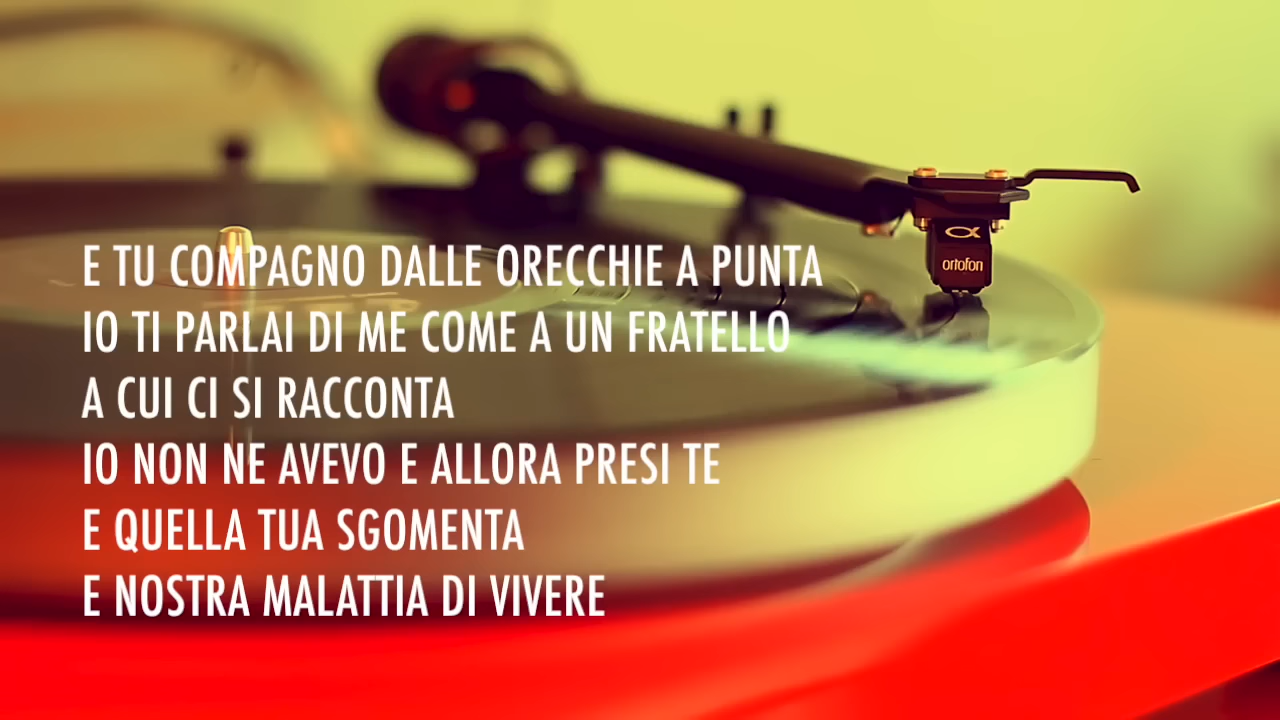 ortofon
E TU COMPAGNO DALLE ORECCHIE A PUNTA
IO TI PARLAI DI ME COME A UN FRATELLO
A CUI CI SI RACCONTA
IO NON NE AVEVO E ALLORA PRESI TE
E QUELLA TUA SGOMENTA
E NOSTRA MALATTIA DI VIVERE